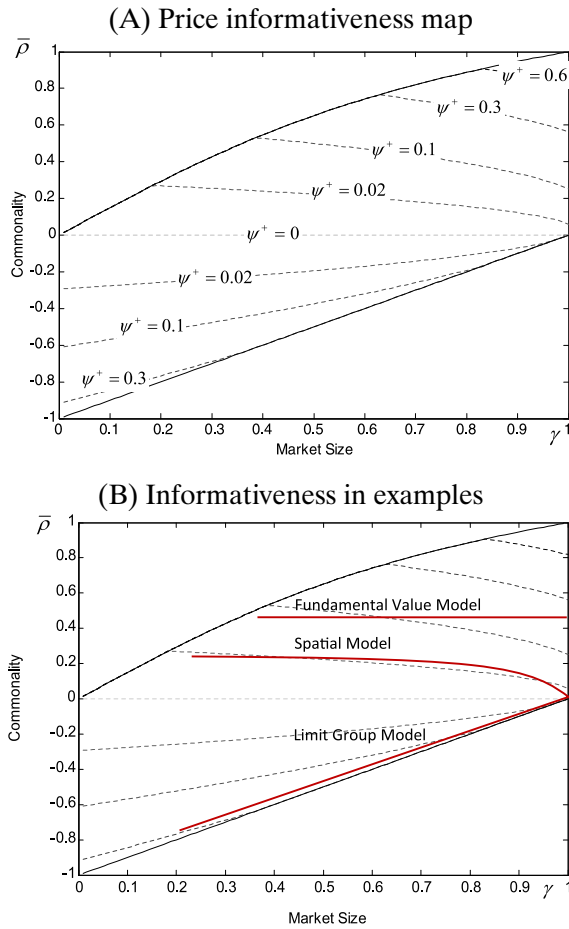 (A) Price informativeness map
ρ̄
1
0.8
0.6
0.4
0.2
0
-0.2
-0.4
-0.6
-0.8
-1
Commonality
ψ⁺ = 0.6
ψ⁺ = 0.3
ψ⁺ = 0.1
ψ⁺ = 0.02
ψ⁺ = 0
ψ⁺ = 0.02
ψ⁺ = 0.1
ψ⁺ = 0.3
0 0.1 0.2 0.3 0.4 0.5 0.6 0.7 0.8 0.9 γ 1
Market Size
(B) Informativeness in examples
ρ̄
1
0.8
0.6
0.4
0.2
0
-0.2
-0.4
-0.6
-0.8
-1
Commonality
Fundamental Value Model
Spatial Model
Limit Group Model
0 0.1 0.2 0.3 0.4 0.5 0.6 0.7 0.8 0.9 γ 1
Market Size